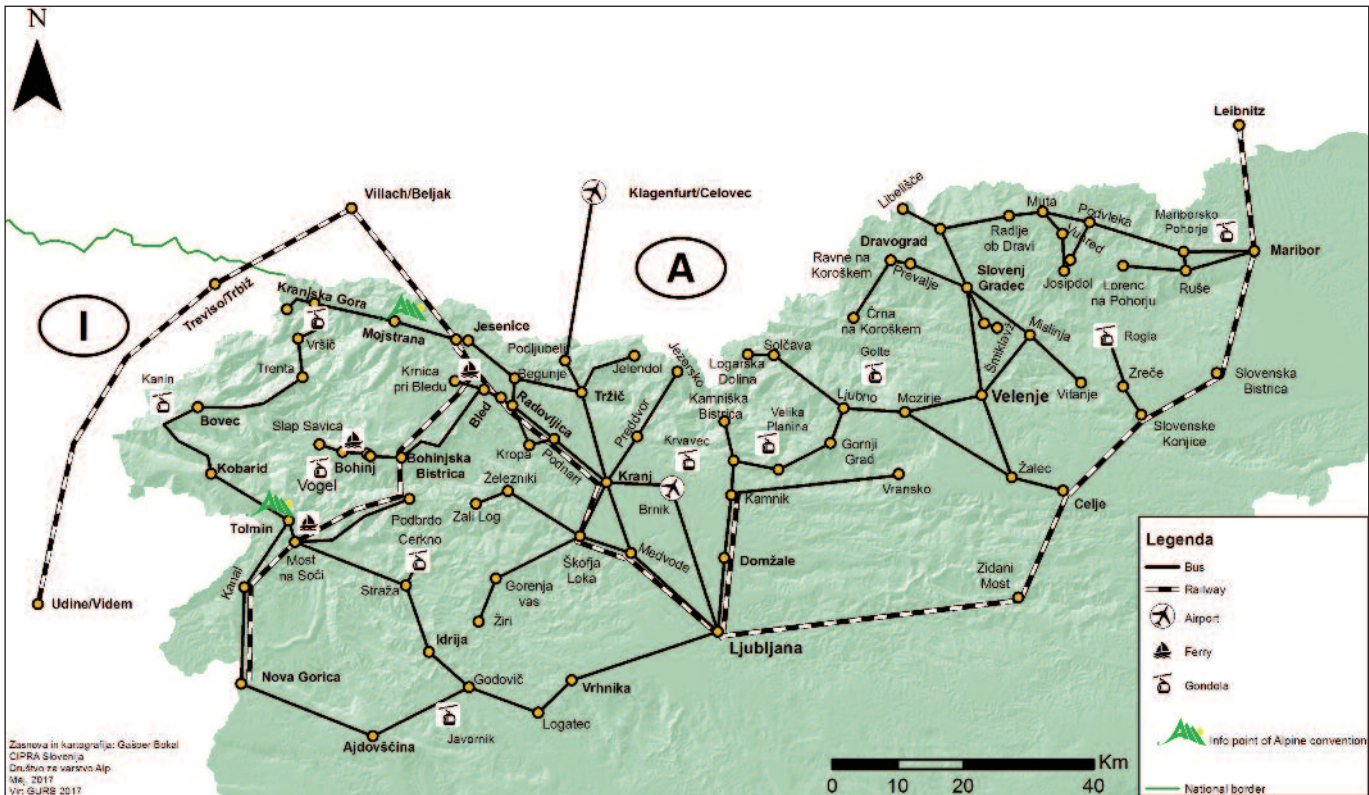 N
Leibnitz
Villach/Beljak
Klagenfurt/Celovec
A
I
Libelišče
Muta
Podvleka
Mariborsko
Pohorje
Maribor
Dravograd
Radlje
ob Dravi
Vuhred
Ravne na
Koroškem
Prevalje
Slovenj
Gradec
Josipdol
Lorenc
na Pohorju
Ruše
Treviso/Trbiž
Kranjska Gora
Mojstrana
Jesenice
Vršič
Črna
na Koroškem
Mislinja
Šmiklavž
Rogla
Podljubelj
Jelendol
Jezersko
Logarska
Dolina
Solčava
Golte
Trenta
Krnica
pri Bledu
Begunje
Tržič
Kanin
Bovec
Bled
Radovljica
Preddvor
Kamniška
Bistrica
Ljubno
Mozirje
Velenje
Vitanje
Zreče
Slovenska
Bistrica
Slovenske
Konjice
Slap Savica
Bohinj
Vogel
Bohinjska
Bistrica
Kropa
Podnart
Krvavec
Velika
Planina
Gornji
Grad
Kobarid
Železniki
Kranj
Brnik
Kamnik
Vransko
Žalec
Celje
Tolmin
Podbrdo
Zali Log
Most
na Soči
Cerkno
Škofja
Loka
Medvode
Domžale
Kanal
Straža
Gorenja
vas
Žiri
Zidani
Most
Udine/Videm
Idrija
Ljubljana
Nova Gorica
Godovič
Vrhnika
Logatec
Javornik
Ajdovščina
Legenda
Bus
Railway
Airport
Ferry
Gondola
Info point of Alpine convention
National border
Km
0 10 20 40
Zasnova in kartografija: Gašper Bokal
CIPRA Slovenija
Društvo za varstvo Alp
Maj, 2017
Vir: GURS 2017